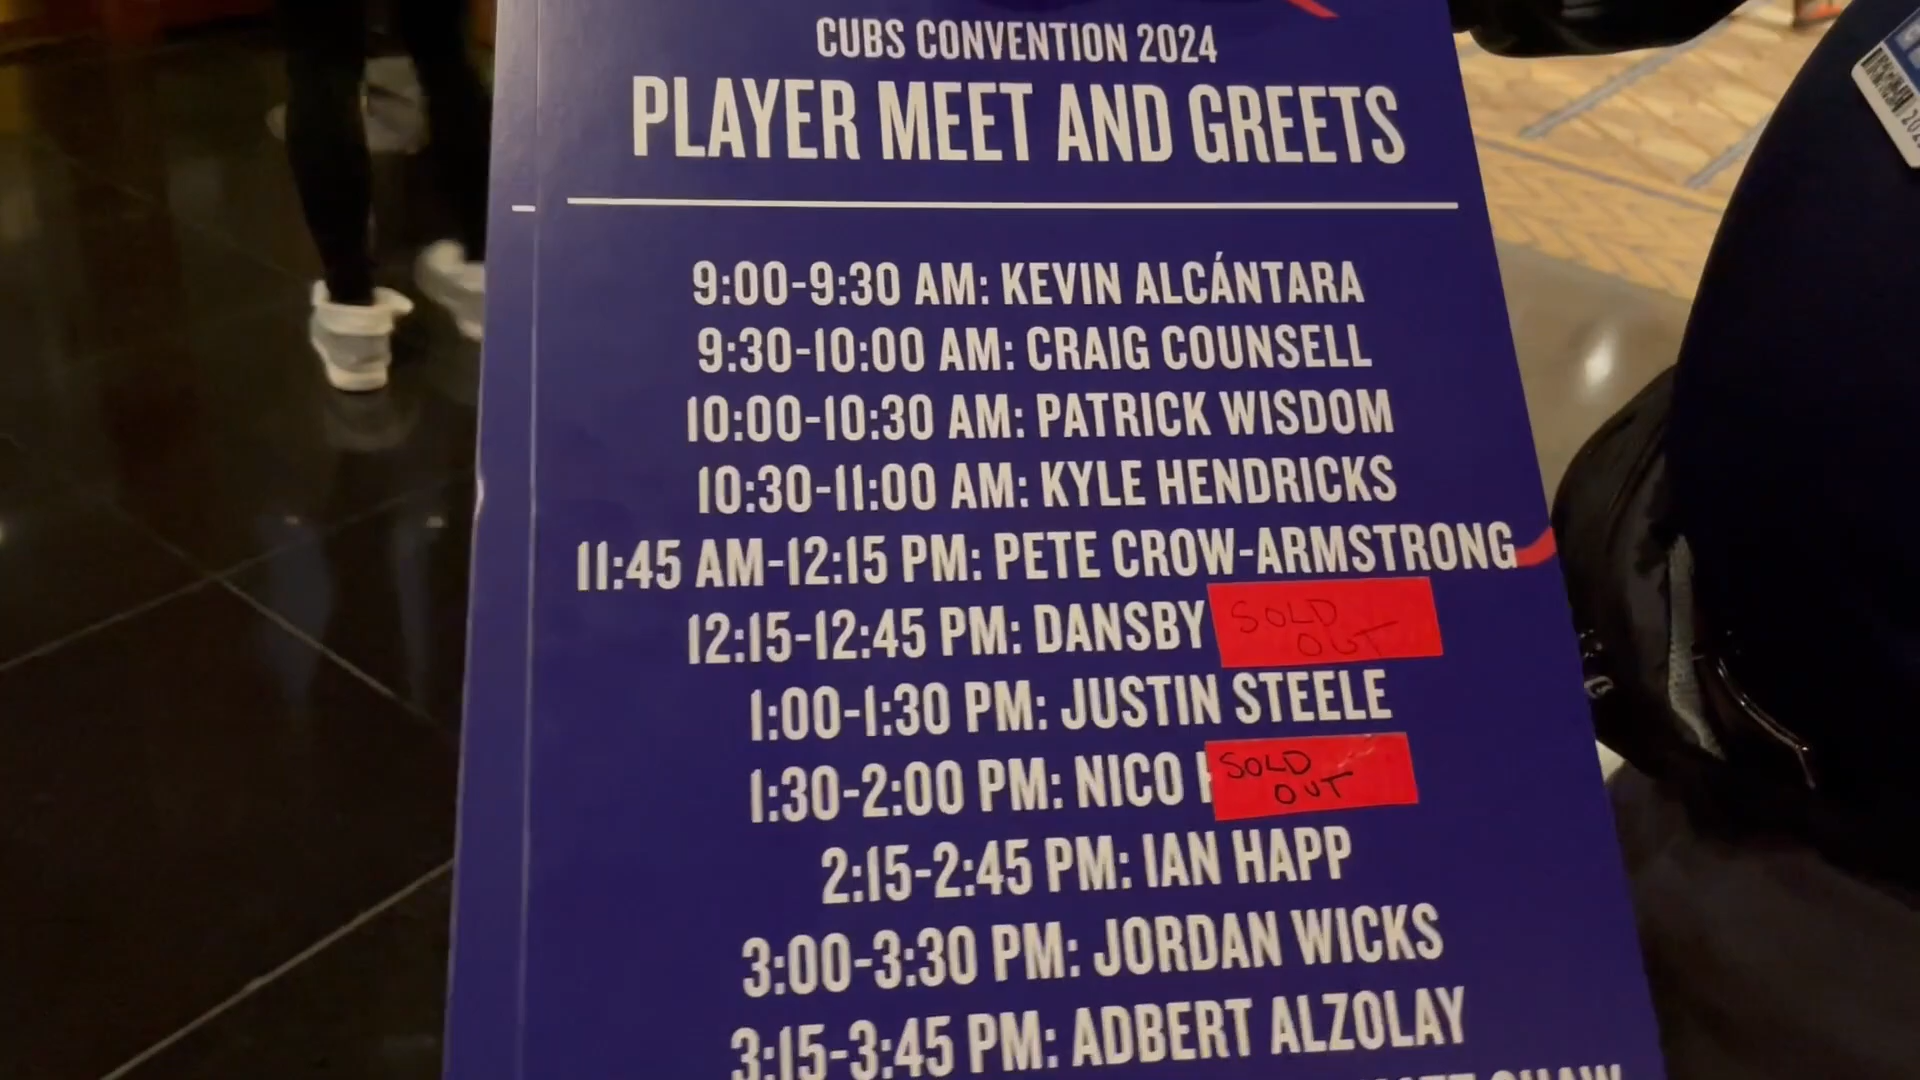 CUBS CONVENTION 2024
PLAYER MEET AND GREETS
9:00-9:30 AM: KEVIN ALCÁNTARA
9:30-10:00 AM: CRAIG COUNSELL
10:00-10:30 AM: PATRICK WISDOM
10:30-11:00 AM: KYLE HENDRICKS
11:45 AM-12:15 PM: PETE CROW-ARMSTRONG
12:15-12:45 PM: DANSBY SOLD OUT
1:00-1:30 PM: JUSTIN STEELE
1:30-2:00 PM: NICO SOLD OUT
2:15-2:45 PM: IAN HAPP
3:00-3:30 PM: JORDAN WICKS
3:15-3:45 PM: ADBERT ALZOLAY